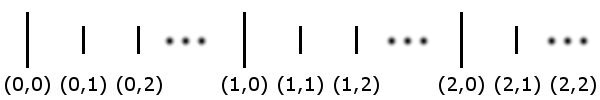 (0,0) (0,1) (0,2) (1,0) (1,1) (1,2) (2,0) (2,1) (2,2)